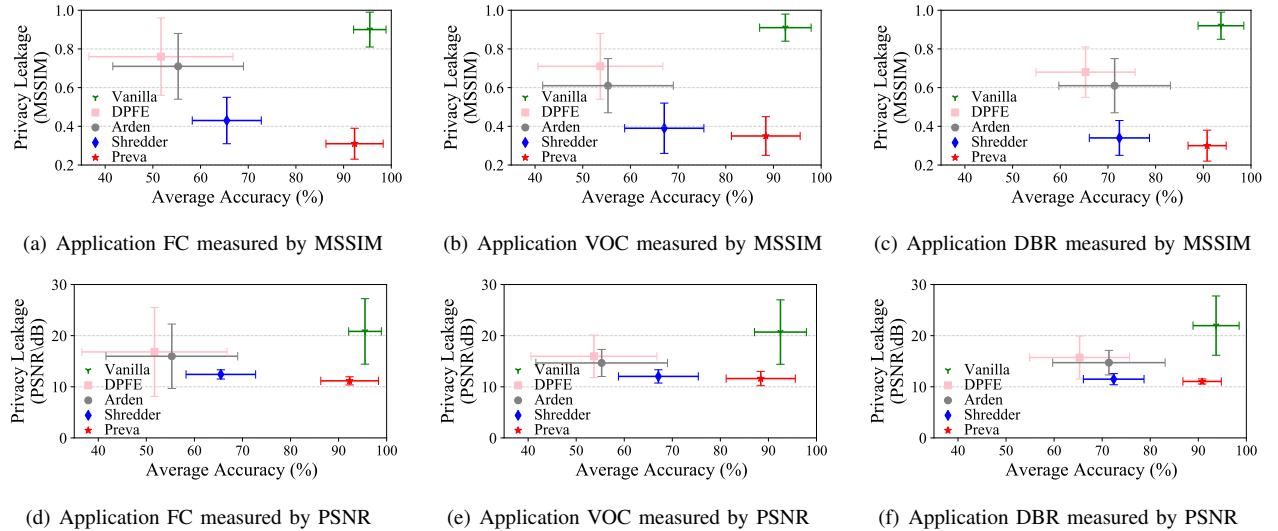 1.0
0.8
0.6
0.4
0.2
Privacy Leakage
(MSSIM)
Vanilla
DPFE
Arden
Shredder
Preva
40 50 60 70 80 90 100
Average Accuracy (%)
(a) Application FC measured by MSSIM
1.0
0.8
0.6
0.4
0.2
Privacy Leakage
(MSSIM)
Vanilla
DPFE
Arden
Shredder
Preva
40 50 60 70 80 90 100
Average Accuracy (%)
(b) Application VOC measured by MSSIM
1.0
0.8
0.6
0.4
0.2
Privacy Leakage
(MSSIM)
Vanilla
DPFE
Arden
Shredder
Preva
40 50 60 70 80 90 100
Average Accuracy (%)
(c) Application DBR measured by MSSIM
30
20
10
0
Privacy Leakage
(PSNR\dB)
Vanilla
DPFE
Arden
Shredder
Preva
40 50 60 70 80 90 100
Average Accuracy (%)
(d) Application FC measured by PSNR
30
20
10
0
Privacy Leakage
(PSNR\dB)
Vanilla
DPFE
Arden
Shredder
Preva
40 50 60 70 80 90 100
Average Accuracy (%)
(e) Application VOC measured by PSNR
30
20
10
0
Privacy Leakage
(PSNR\dB)
Vanilla
DPFE
Arden
Shredder
Preva
40 50 60 70 80 90 100
Average Accuracy (%)
(f) Application DBR measured by PSNR